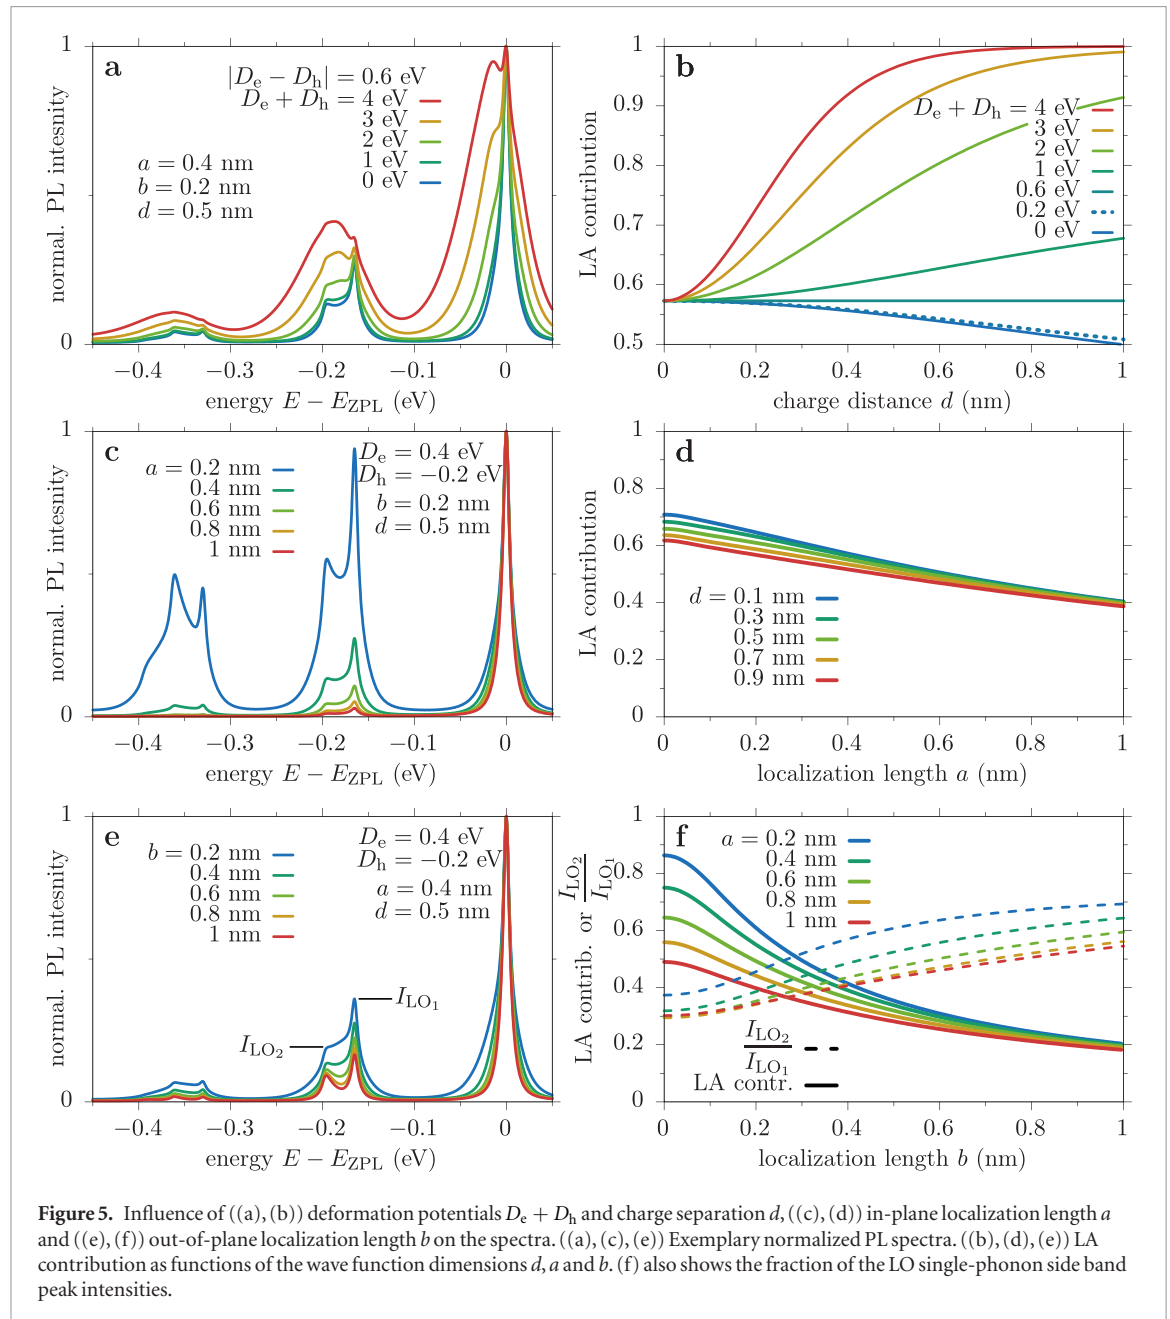 a
|Dₑ − Dₕ| = 0.6 eV
Dₑ + Dₕ = 4 eV
3 eV
2 eV
1 eV
0 eV
a = 0.4 nm
b = 0.2 nm
d = 0.5 nm
normal. PL intesnity
1
0
−0.4 −0.3 −0.2 −0.1 0
energy E − E_ZPL (eV)
b
Dₑ + Dₕ = 4 eV
3 eV
2 eV
1 eV
0.6 eV
0.2 eV
0 eV
LA contribution
1
0.9
0.8
0.7
0.6
0.5
0 0.2 0.4 0.6 0.8 1
charge distance d (nm)
c
a = 0.2 nm
0.4 nm
0.6 nm
0.8 nm
1 nm
Dₑ = 0.4 eV
Dₕ = −0.2 eV
b = 0.2 nm
d = 0.5 nm
normal. PL intesnity
1
0
−0.4 −0.3 −0.2 −0.1 0
energy E − E_ZPL (eV)
d
d = 0.1 nm
0.3 nm
0.5 nm
0.7 nm
0.9 nm
LA contribution
1
0.8
0.6
0.4
0.2
0
0 0.2 0.4 0.6 0.8 1
localization length a (nm)
e
b = 0.2 nm
0.4 nm
0.6 nm
0.8 nm
1 nm
Dₑ = 0.4 eV
Dₕ = −0.2 eV
a = 0.4 nm
d = 0.5 nm
I_LO₁
I_LO₂
normal. PL intesnity
1
0
−0.4 −0.3 −0.2 −0.1 0
energy E − E_ZPL (eV)
f
a = 0.2 nm
0.4 nm
0.6 nm
0.8 nm
1 nm
I_LO₂
I_LO₁
LA contr.
LA contrib. or I_LO₂/I_LO₁
1
0.8
0.6
0.4
0.2
0
0 0.2 0.4 0.6 0.8 1
localization length b (nm)
Figure 5. Influence of ((a), (b)) deformation potentials Dₑ + Dₕ and charge separation d, ((c), (d)) in-plane localization length a
and ((e), (f)) out-of-plane localization length b on the spectra. ((a), (c), (e)) Exemplary normalized PL spectra. ((b), (d), (e)) LA
contribution as functions of the wave function dimensions d, a and b. (f) also shows the fraction of the LO single-phonon side band
peak intensities.